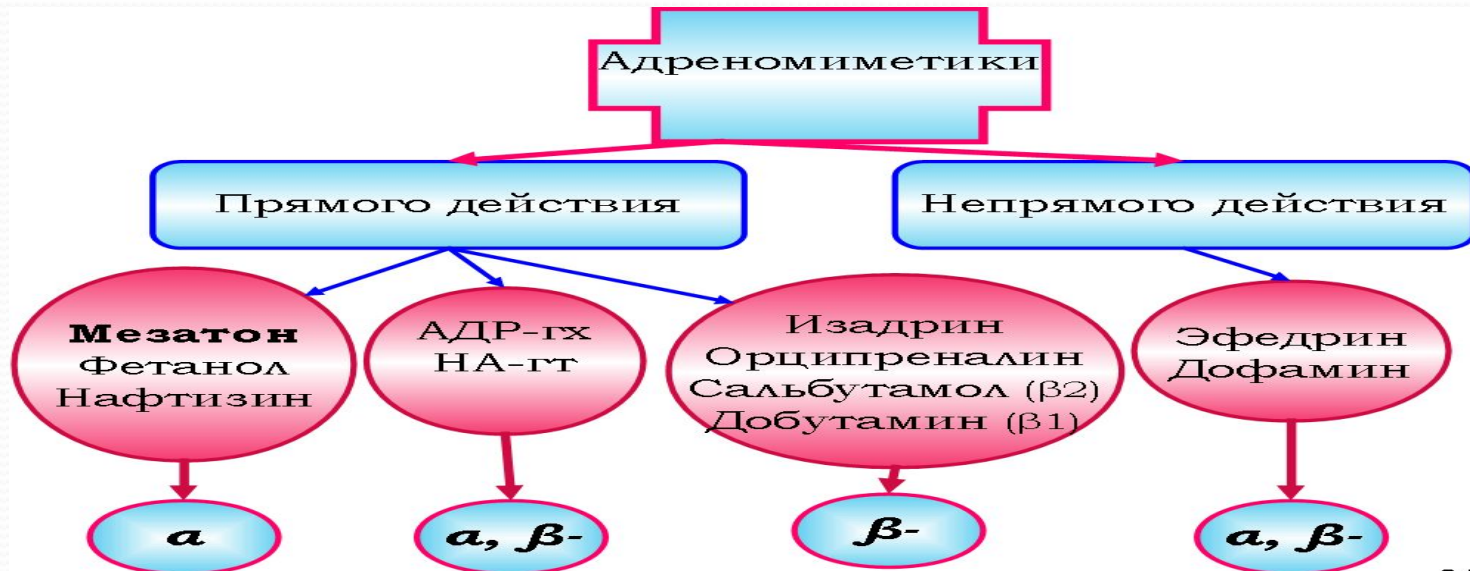 Адреномиметики
Прямого действия
Непрямого действия
Мезатон
Фетанол
Нафтизин
АДР-гх
НА-гт
Изадрин
Орципреналин
Сальбутамол (β2)
Добутамин (β1)
Эфедрин
Дофамин
α
α, β-
β-
α, β-